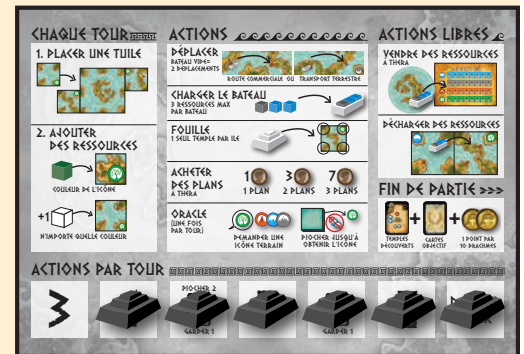 CHAQUE TOUR
1. PLACER UNE TUILE
2. AJOUTER
DES RESSOURCES
COULEUR DE L'ICÔNE
+1
N'IMPORTE QUELLE COULEUR
ACTIONS
DÉPLACER
BATEAU VIDE=
2 DÉPLACEMENTS
ROUTE COMMERCIALE OU TRANSPORT TERRESTRE
CHARGER LE BATEAU
3 RESSOURCES MAX
PAR BATEAU
FOUILLE
1 SEUL TEMPLE PAR ILE
ACHETER
DES PLANS
A THERA
1 3 7
1 PLAN 2 PLANS 3 PLANS
ORACLE
(UNE FOIS
PAR TOUR)
DEMANDER UNE
ICÔNE TERRAIN
PIOCHER JUSQU'À
OBTENIR L'ICÔNE
ACTIONS LIBRES
VENDRE DES RESSOURCES
A THERA
DÉCHARGER DES RESSOURCES
FIN DE PARTIE >>>
+ +
TEMPLES
DÉCOUVERTS
CARTES
OBJECTIF
1 POINT PAR
10 DRACHMES
ACTIONS PAR TOUR
3
PIOCHER 2
GARDER 1
GARDER 1